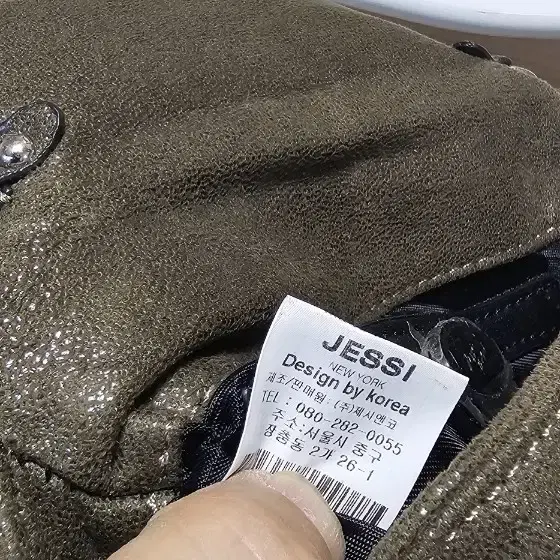 JESSI
NEW YORK
Design by korea
제조/판매원 : (주)제시앤코
TEL : 080-282-0055
주소:서울시 중구
장충동 2가 26-1